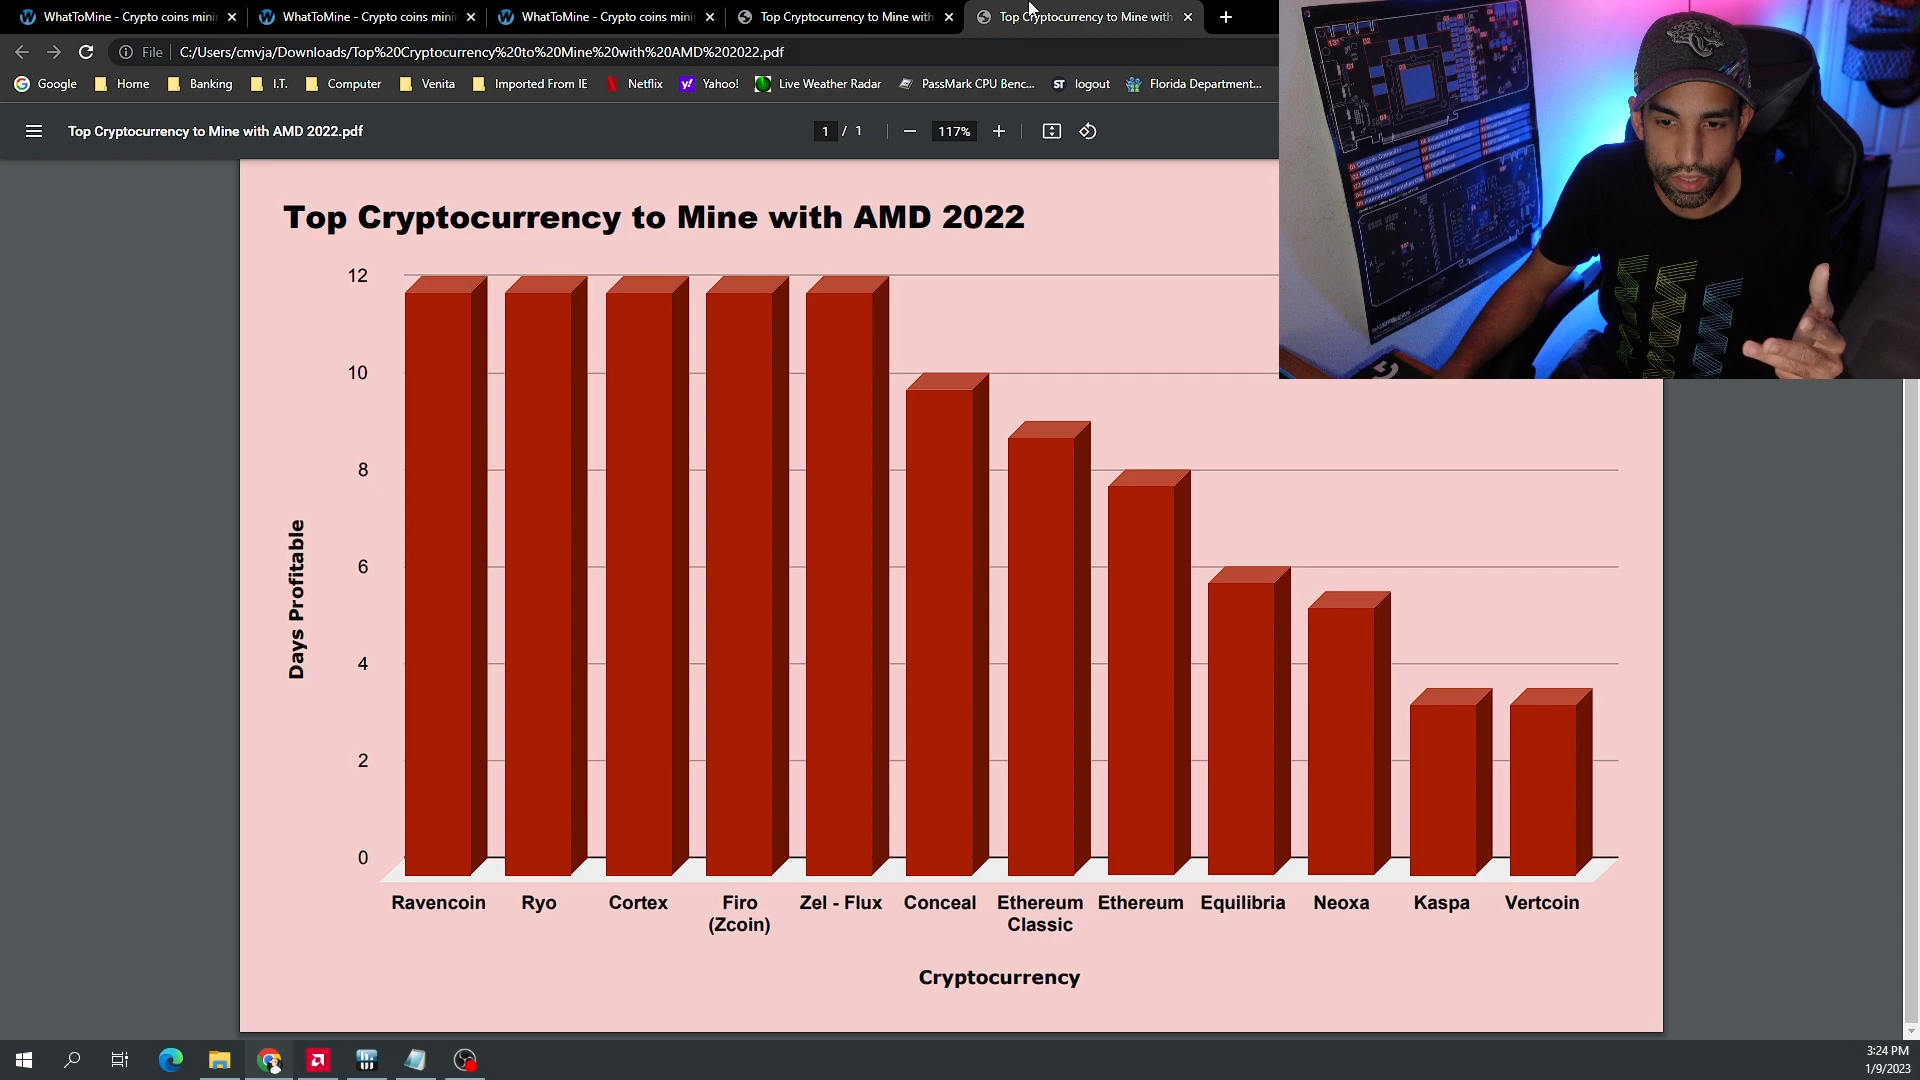 WhatToMine - Crypto coins mini
WhatToMine - Crypto coins mini
WhatToMine - Crypto coins mini
Top Cryptocurrency to Mine with
Top Cryptocurrency to Mine with
File
C:/Users/cmvja/Downloads/Top%20Cryptocurrency%20to%20Mine%20with%20AMD%202022.pdf
Google
Home
Banking
I.T.
Computer
Venita
Imported From IE
Netflix
Yahoo!
Live Weather Radar
PassMark CPU Benc...
ST logout
Florida Department...
Top Cryptocurrency to Mine with AMD 2022.pdf
1 / 1
117%
Top Cryptocurrency to Mine with AMD 2022
12
10
8
6
4
2
0
Days Profitable
Ravencoin
Ryo
Cortex
Firo
(Zcoin)
Zel - Flux
Conceal
Ethereum
Classic
Ethereum
Equilibria
Neoxa
Kaspa
Vertcoin
Cryptocurrency
3:24 PM
1/9/2023